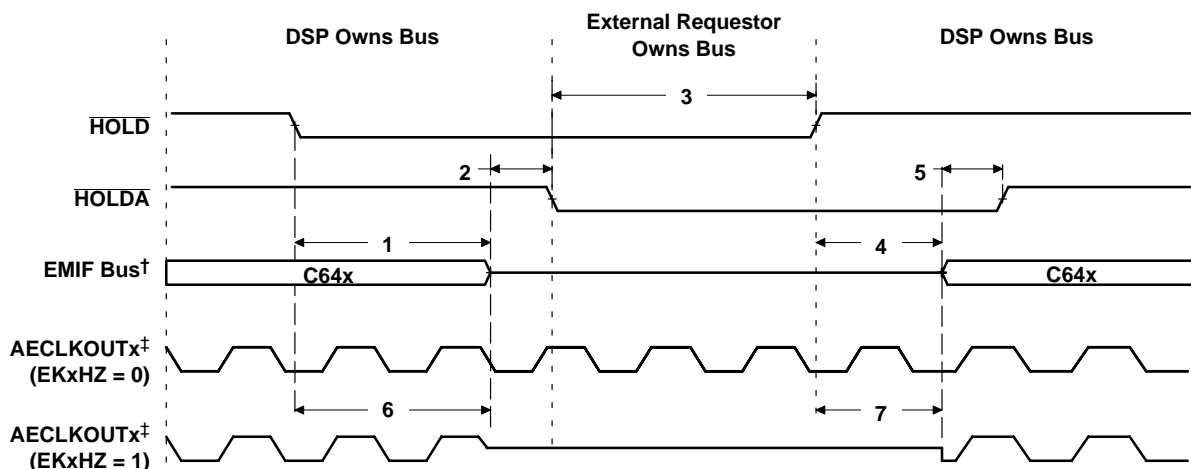 DSP Owns Bus
External Requestor
Owns Bus
DSP Owns Bus
3
HOLD
2
5
HOLDA
1
4
EMIF Bus†
C64x
C64x
AECLKOUTx‡
(EKxHZ = 0)
6
7
AECLKOUTx‡
(EKxHZ = 1)